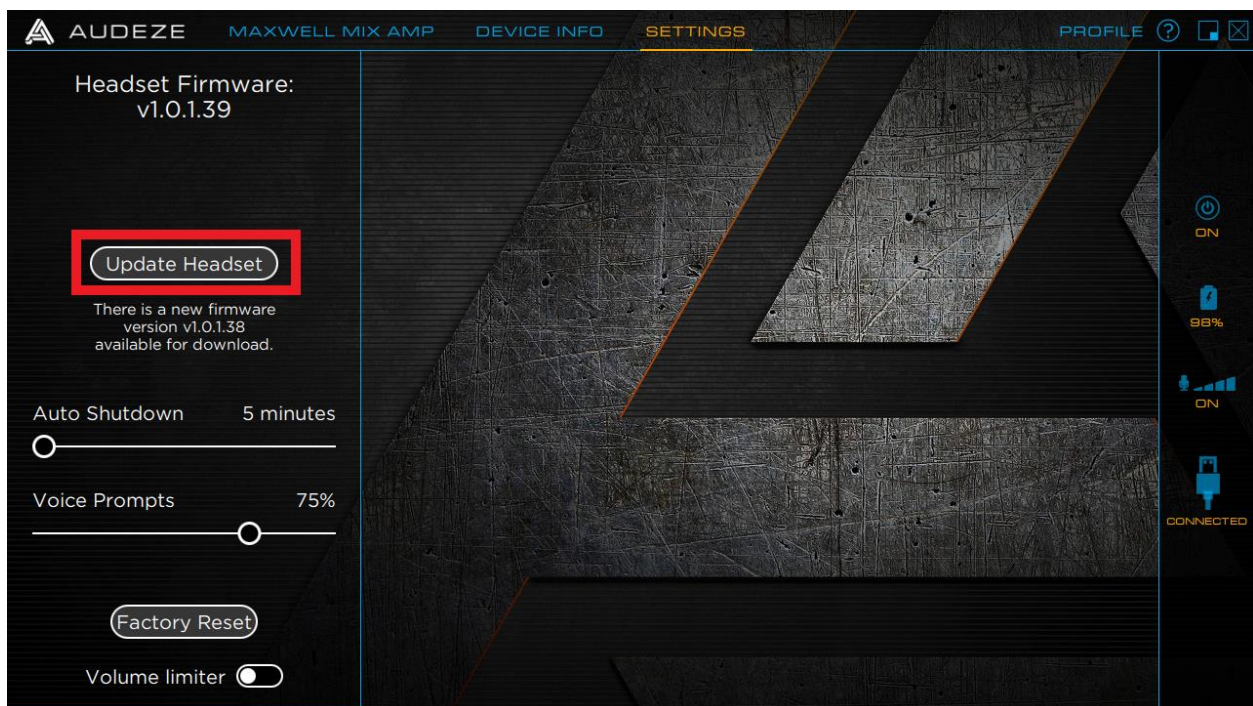 AUDEZE
MAXWELL MIX AMP
DEVICE INFO
SETTINGS
PROFILE
?
Headset Firmware:
v1.0.1.39
Update Headset
There is a new firmware
version v1.0.1.38
available for download.
Auto Shutdown 5 minutes
Voice Prompts 75%
Factory Reset
Volume limiter
ON
98%
ON
CONNECTED